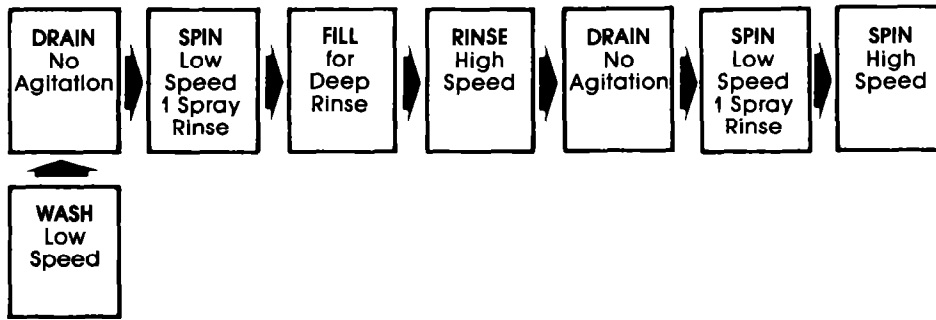 DRAIN
No
Agitation
SPIN
Low
Speed
1 Spray
Rinse
FILL
for
Deep
Rinse
RINSE
High
Speed
DRAIN
No
Agitation
SPIN
Low
Speed
1 Spray
Rinse
SPIN
High
Speed
WASH
Low
Speed